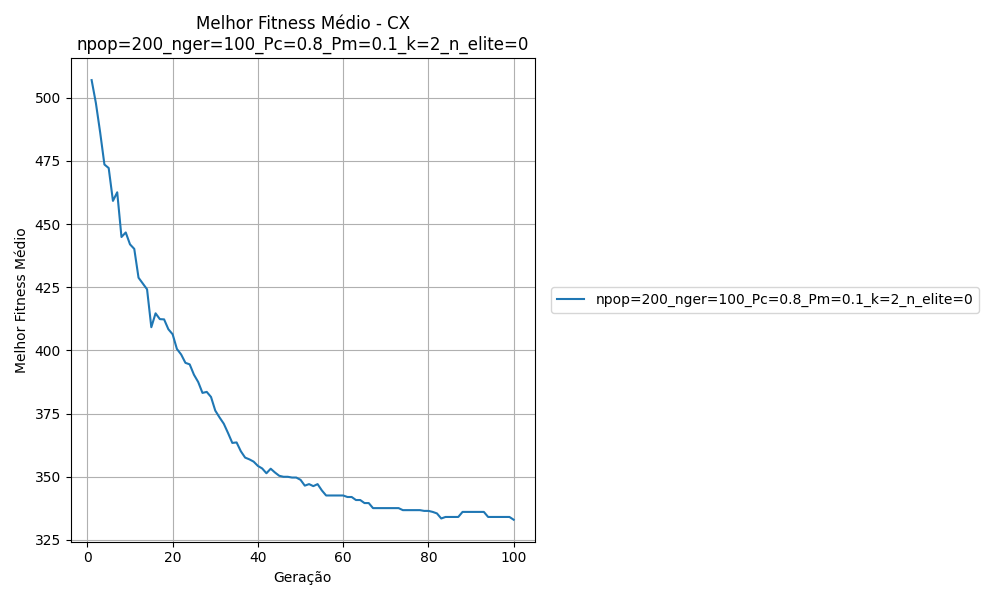 Melhor Fitness Médio - CX
npop=200_nger=100_Pc=0.8_Pm=0.1_k=2_n_elite=0
Melhor Fitness Médio
500
475
450
425
400
375
350
325
0 20 40 60 80 100
Geração
npop=200_nger=100_Pc=0.8_Pm=0.1_k=2_n_elite=0